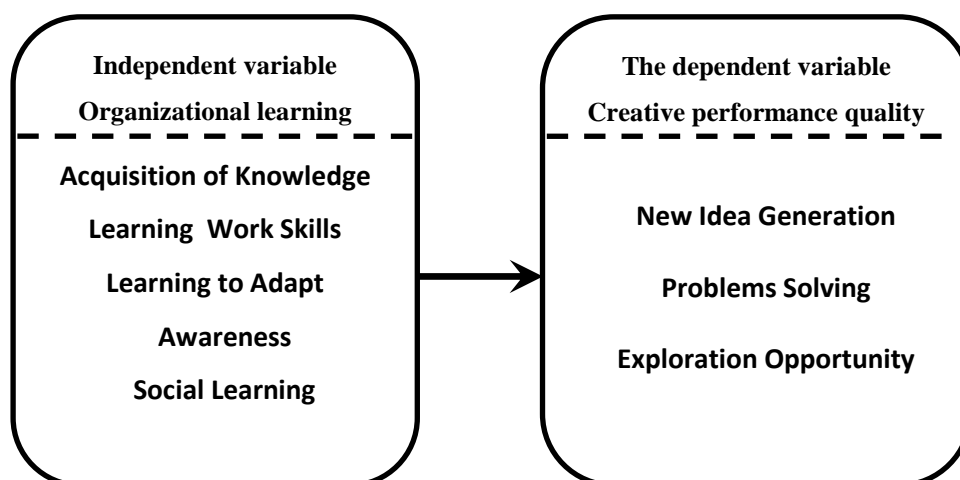 Independent variable
Organizational learning
Acquisition of Knowledge
Learning Work Skills
Learning to Adapt
Awareness
Social Learning
The dependent variable
Creative performance quality
New Idea Generation
Problems Solving
Exploration Opportunity